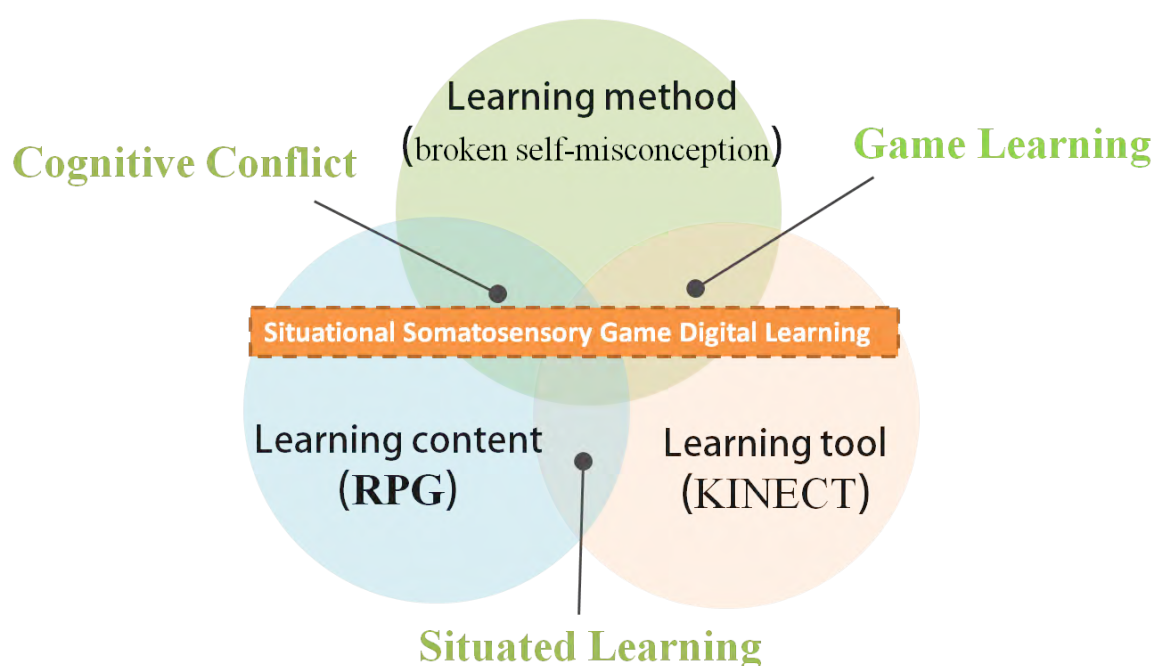 Learning method
(broken self-misconception)
Cognitive Conflict
Game Learning
Situational Somatosensory Game Digital Learning
Learning content
(RPG)
Learning tool
(KINECT)
Situated Learning